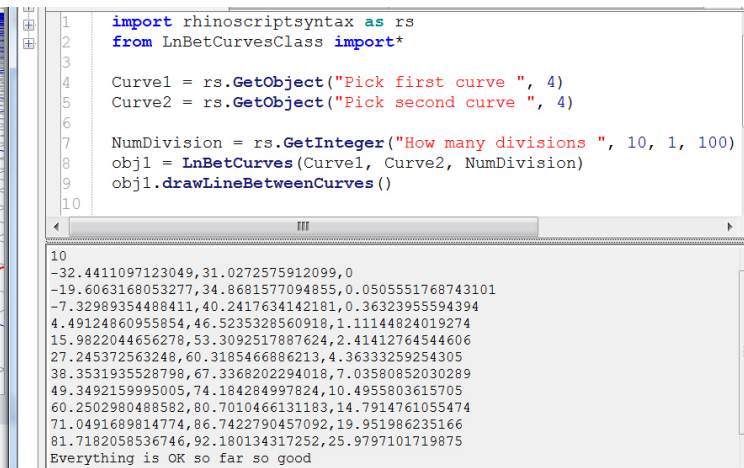 1 import rhinoscriptsyntax as rs
2 from LnBetCurvesClass import*
3
4 Curve1 = rs.GetObject("Pick first curve ", 4)
5 Curve2 = rs.GetObject("Pick second curve ", 4)
6
7 NumDivision = rs.GetInteger("How many divisions ", 10, 1, 100)
8 obj1 = LnBetCurves(Curve1, Curve2, NumDivision)
9 obj1.drawLineBetweenCurves()
10
10
-32.4411097123049,31.0272575912099,0
-19.6063168053277,34.8681577094855,0.0505551768743101
-7.32989354488411,40.2417634142181,0.36323955594394
4.49124860955854,46.5235328560918,1.11144824019274
15.9822044656278,53.3092517887624,2.41412764544606
27.245372563248,60.3185466886213,4.36333259254305
38.3531935528798,67.3368202294018,7.03580852030289
49.3492159995005,74.184284997824,10.4955803615705
60.2502980488582,80.7010466131183,14.7914761055474
71.0491689814774,86.7422790457092,19.951986235166
81.7182058536746,92.180134317252,25.9797101719875
Everything is OK so far so good